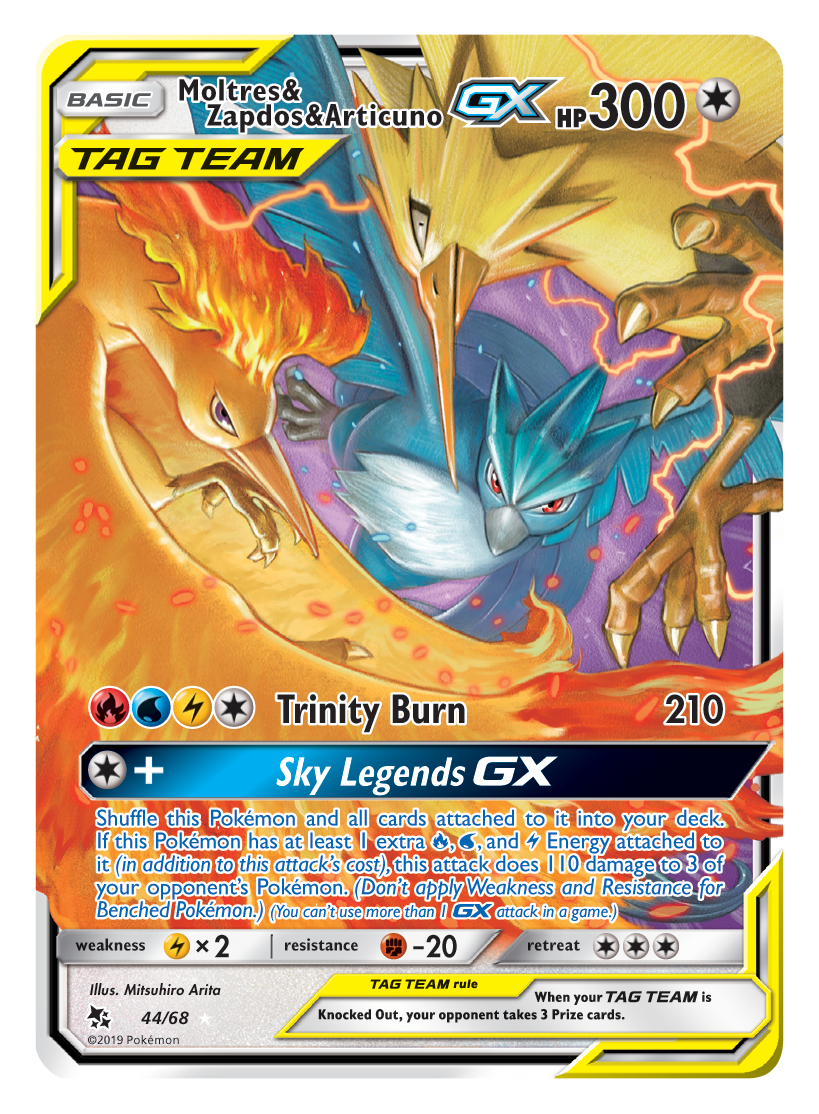 BASIC
Moltres&
Zapdos&Articuno GX HP300
TAG TEAM
Trinity Burn 210
+ Sky Legends GX
Shuffle this Pokémon and all cards attached to it into your deck.
If this Pokémon has at least 1 extra , , and Energy attached to
it (in addition to this attack's cost), this attack does 110 damage to 3 of
your opponent's Pokémon. (Don't apply Weakness and Resistance for
Benched Pokémon.) (You can't use more than 1 GX attack in a game.)
weakness ×2 resistance -20 retreat
Illus. Mitsuhiro Arita
44/68
©2019 Pokémon
TAG TEAM rule
When your TAG TEAM is
Knocked Out, your opponent takes 3 Prize cards.